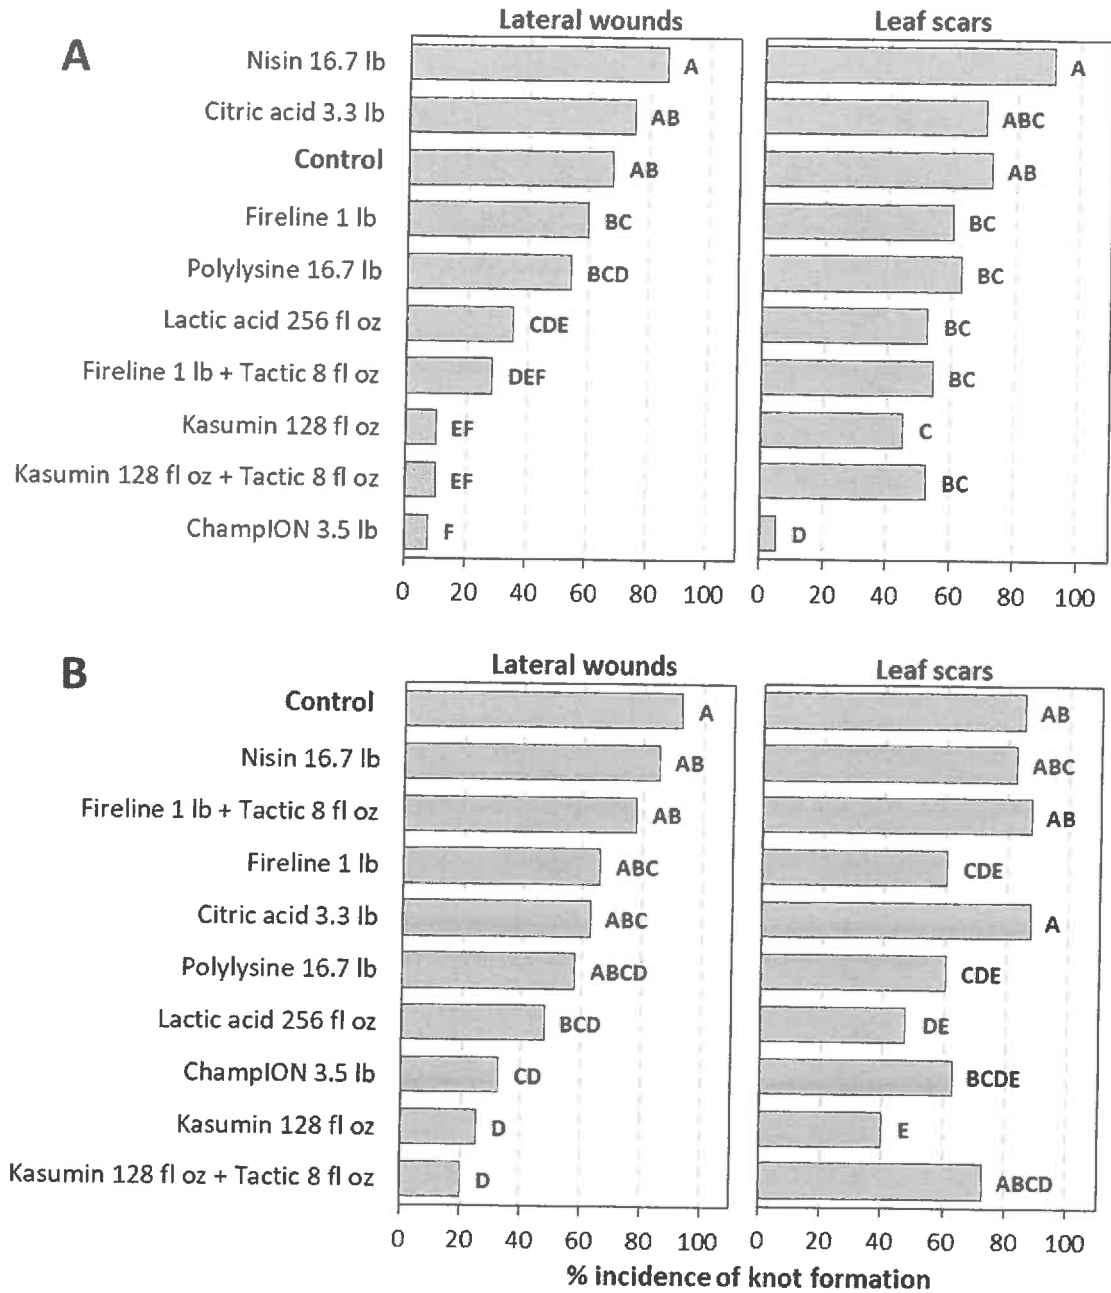 Lateral wounds Leaf scars
A
Nisin 16.7 lb A A
Citric acid 3.3 lb AB ABC
Control AB AB
Fireline 1 lb BC BC
Polylysine 16.7 lb BCD BC
Lactic acid 256 fl oz CDE BC
Fireline 1 lb + Tactic 8 fl oz DEF BC
Kasumin 128 fl oz EF C
Kasumin 128 fl oz + Tactic 8 fl oz EF BC
ChampION 3.5 lb F D
0 20 40 60 80 100 0 20 40 60 80 100
Lateral wounds Leaf scars
B
Control A AB
Nisin 16.7 lb AB ABC
Fireline 1 lb + Tactic 8 fl oz AB AB
Fireline 1 lb ABC CDE
Citric acid 3.3 lb ABC A
Polylysine 16.7 lb ABCD CDE
Lactic acid 256 fl oz BCD DE
ChampION 3.5 lb CD BCDE
Kasumin 128 fl oz D E
Kasumin 128 fl oz + Tactic 8 fl oz D ABCD
0 20 40 60 80 100 0 20 40 60 80 100
% incidence of knot formation